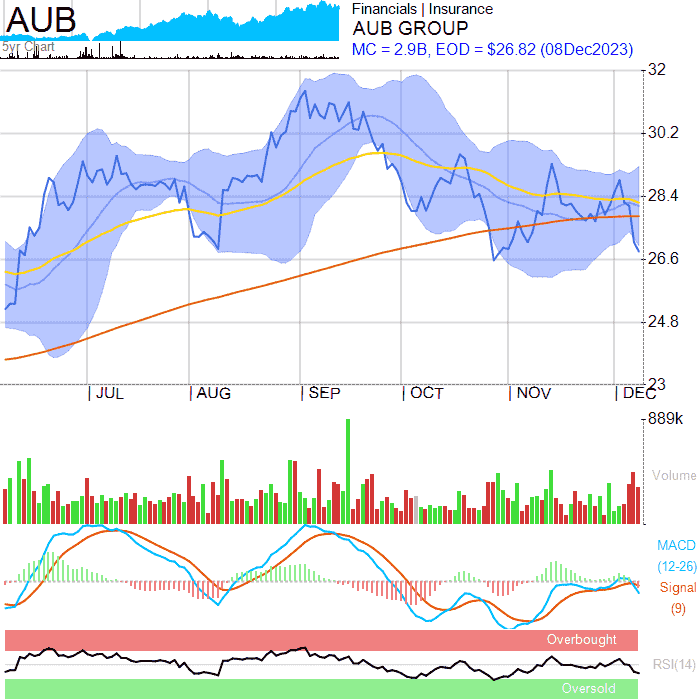 AUB
5yr Chart
Financials | Insurance
AUB GROUP
MC = 2.9B, EOD = $26.82 (08Dec2023)
32
30.2
28.4
26.6
24.8
23
JUL AUG SEP OCT NOV DEC
889k
Volume
MACD
(12-26)
Signal
(9)
Overbought
RSI(14)
Oversold